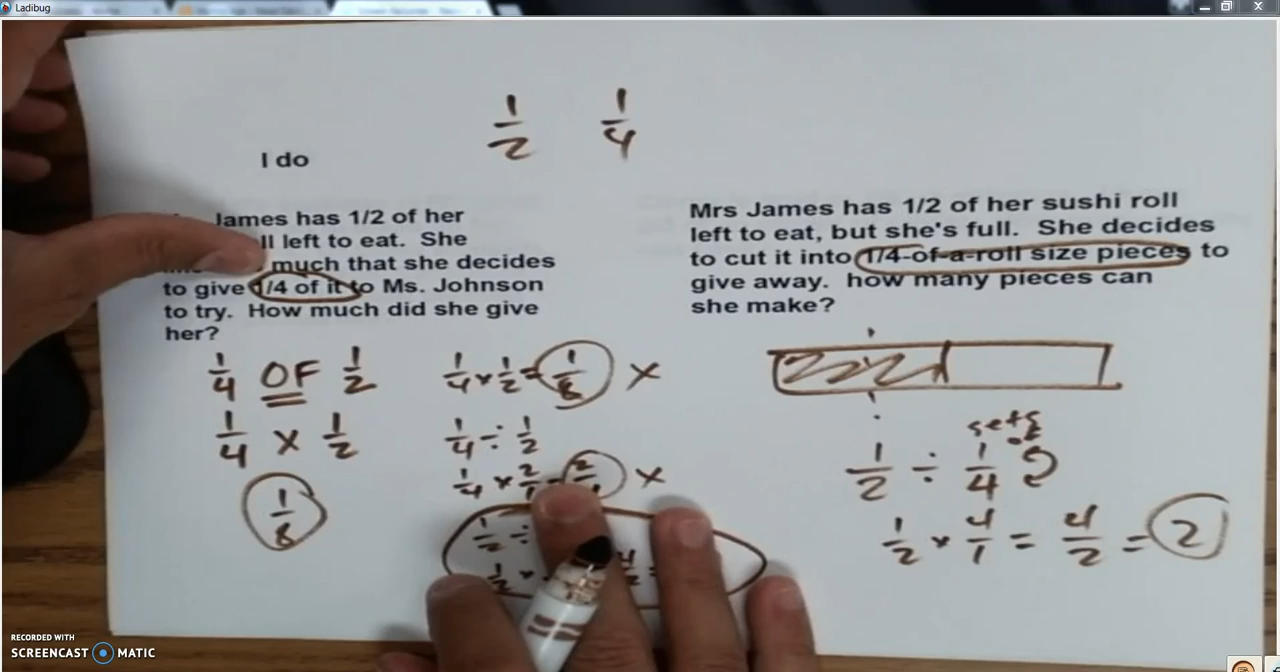 Ladibug
1/2 1/4
I do
James has 1/2 of her
left to eat. She
much that she decides
to give 1/4 of it to Ms. Johnson
to try. How much did she give
her?
1/4 OF 1/2
1/4 x 1/2
1/8
1/4 x 1/2 = 1/8 x
1/4 ÷ 1/2
1/4 x 2/ x
1/2 ÷
1/2 x 4/2 =
Mrs James has 1/2 of her sushi roll
left to eat, but she's full. She decides
to cut it into 1/4-of-a-roll size pieces to
give away. how many pieces can
she make?
sets
1/2 ÷ 1/4 ?
1/2 x 4/1 = 4/2 = 2
RECORDED WITH
SCREENCAST MATIC